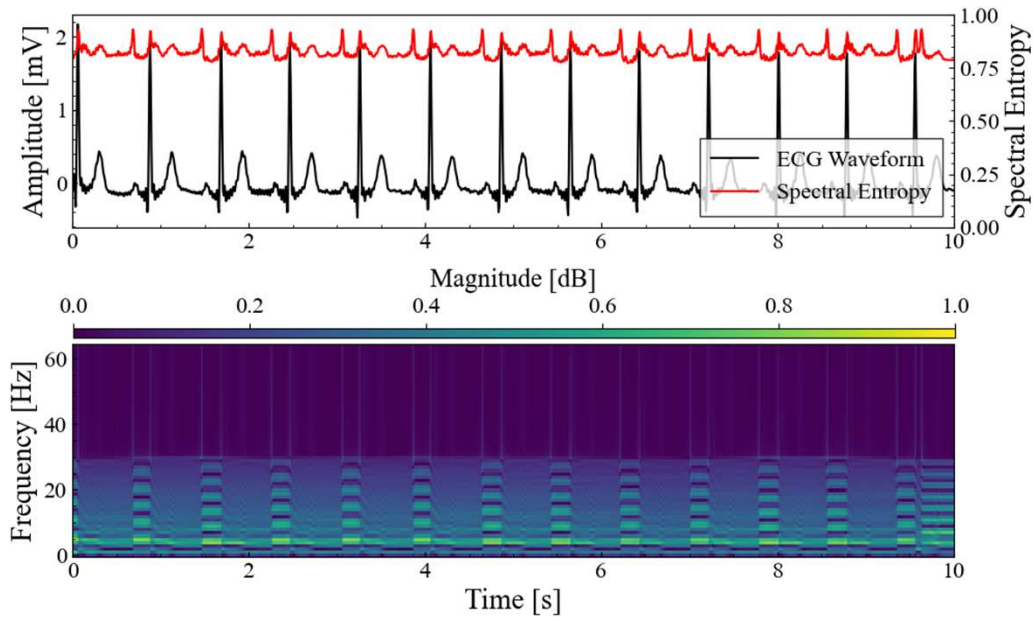 Amplitude [mV]
2
1
0
1.00
0.75
0.50
0.25
0.00
Spectral Entropy
ECG Waveform
Spectral Entropy
0 2 4 6 8 10
Magnitude [dB]
0.0 0.2 0.4 0.6 0.8 1.0
Frequency [Hz]
60
40
20
0
0 2 4 6 8 10
Time [s]